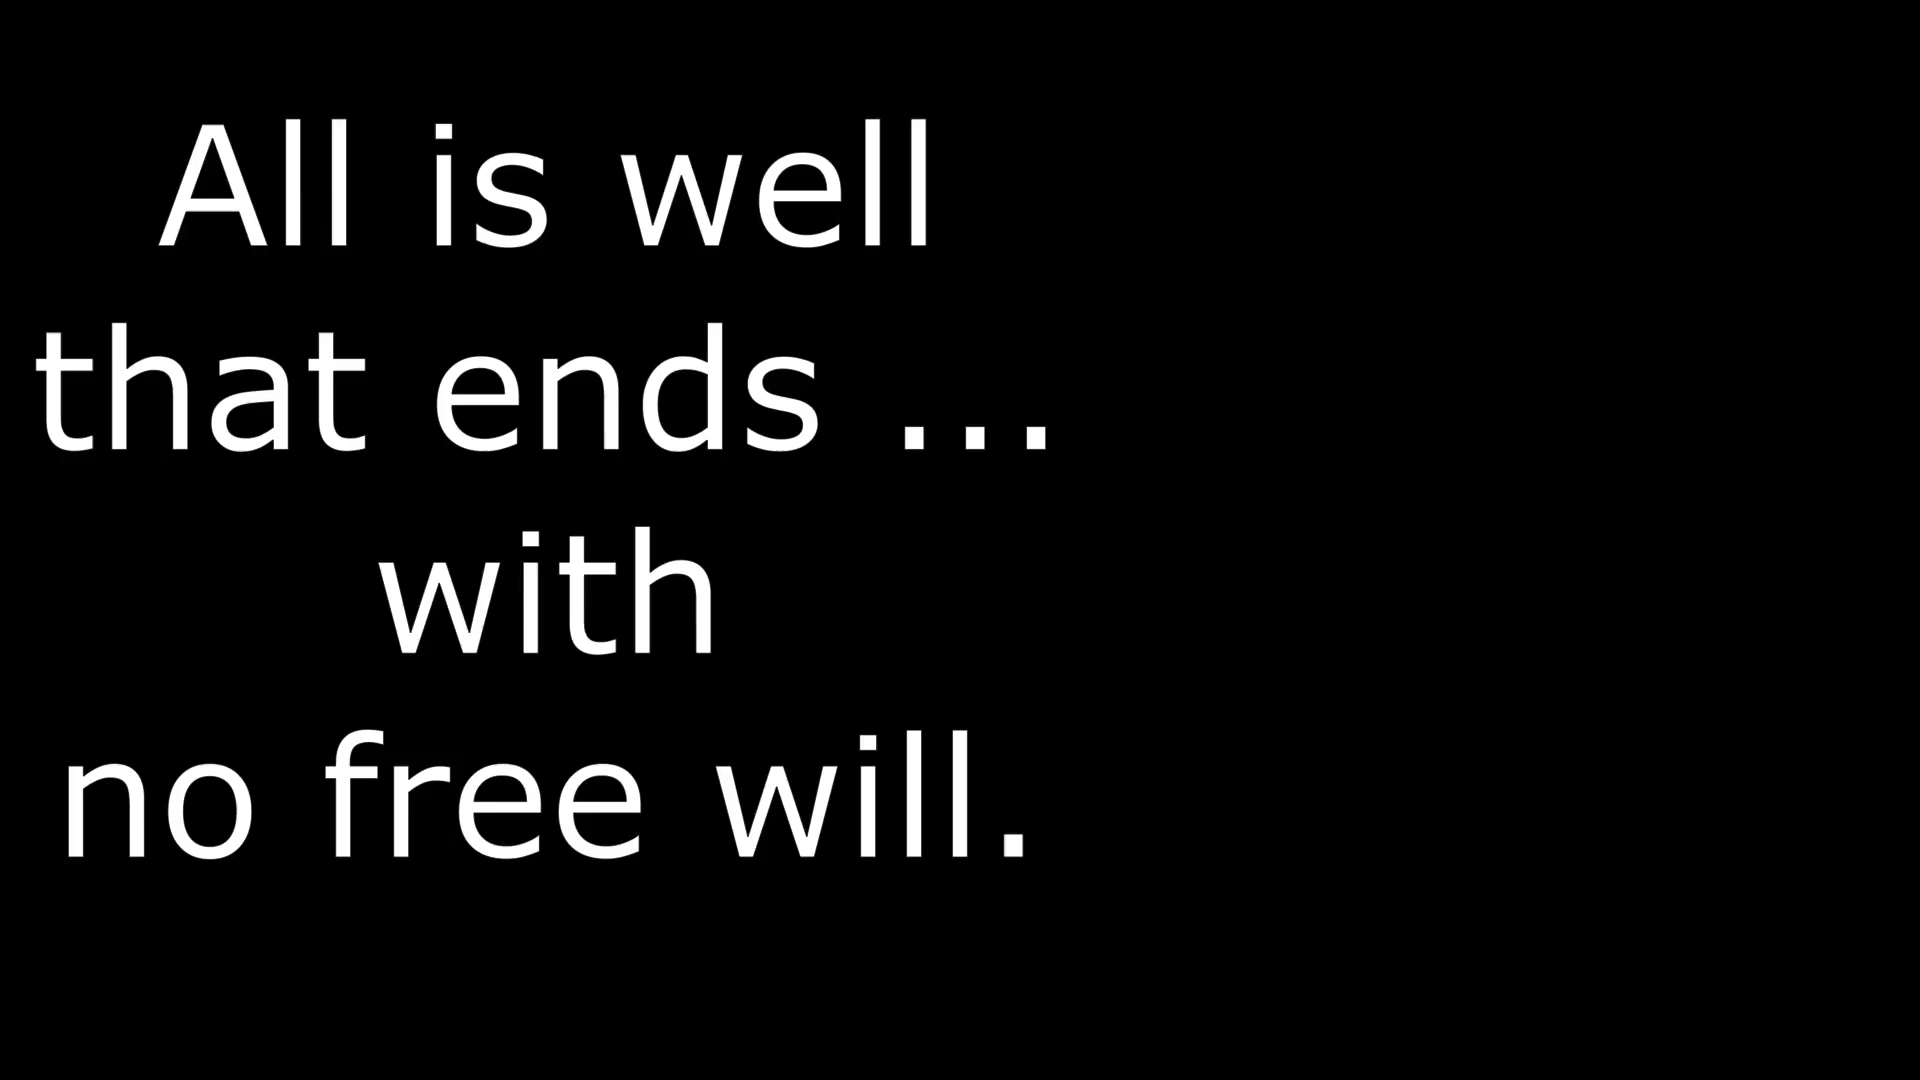 All is well
that ends ...
with
no free will.